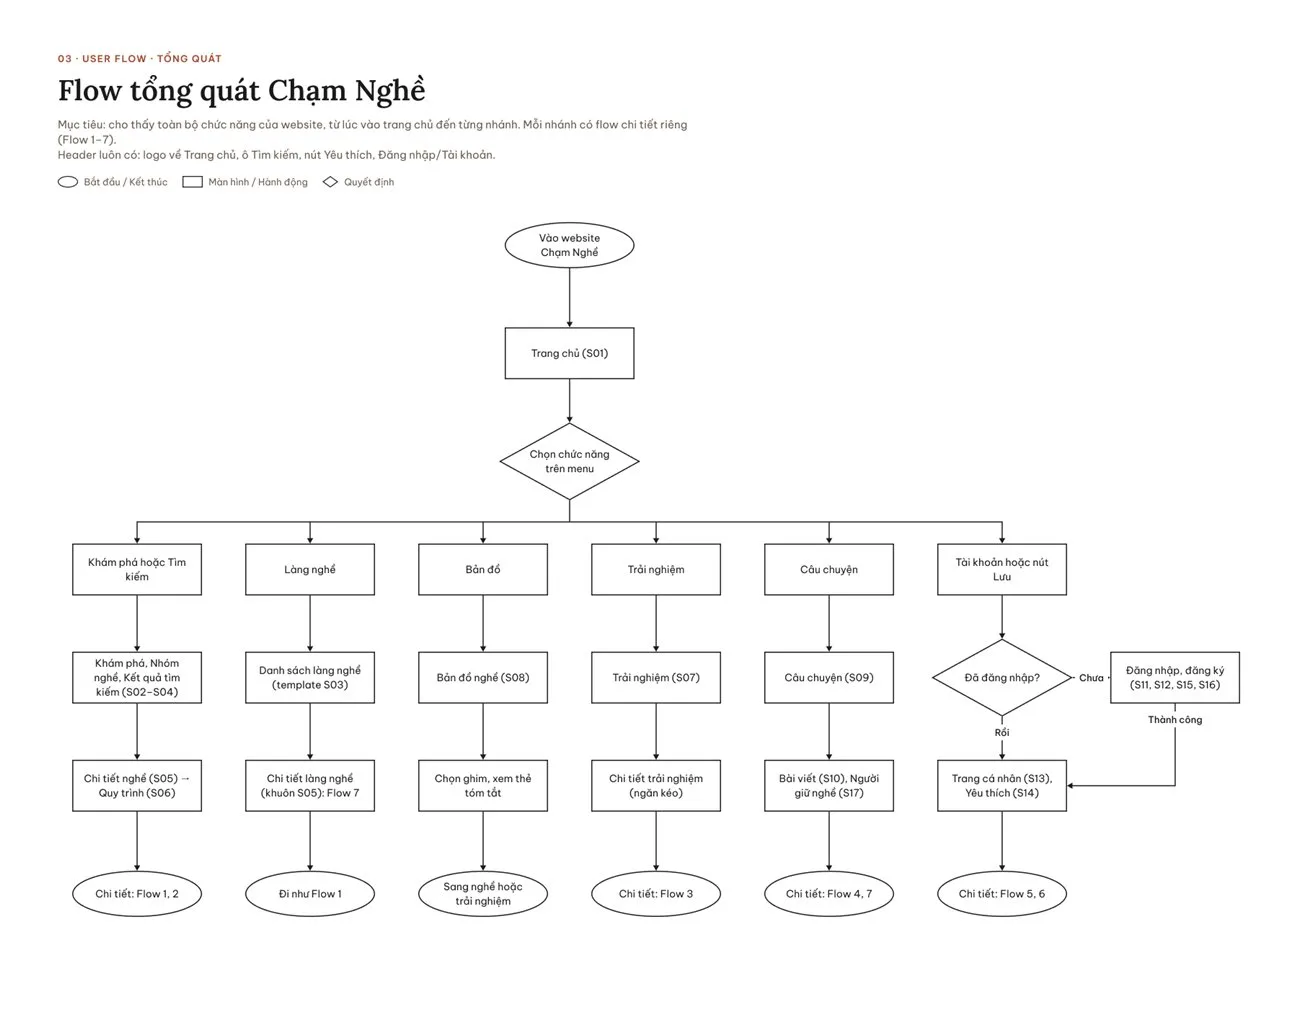 03 · USER FLOW · TỔNG QUÁT
Flow tổng quát Chạm Nghề
Mục tiêu: cho thấy toàn bộ chức năng của website, từ lúc vào trang chủ đến từng nhánh. Mỗi nhánh có flow chi tiết riêng
(Flow 1–7).
Header luôn có: logo về Trang chủ, ô Tìm kiếm, nút Yêu thích, Đăng nhập/Tài khoản.
Bắt đầu / Kết thúc
Màn hình / Hành động
Quyết định
Vào website
Chạm Nghề
Trang chủ (S01)
Chọn chức năng
trên menu
Khám phá hoặc Tìm
kiếm
Làng nghề
Bản đồ
Trải nghiệm
Câu chuyện
Tài khoản hoặc nút
Lưu
Khám phá, Nhóm
nghề, Kết quả tìm
kiếm (S02–S04)
Danh sách làng nghề
(template S03)
Bản đồ nghề (S08)
Trải nghiệm (S07)
Câu chuyện (S09)
Đã đăng nhập?
Chưa
Đăng nhập, đăng ký
(S11, S12, S15, S16)
Thành công
Rồi
Chi tiết nghề (S05) →
Quy trình (S06)
Chi tiết làng nghề
(khuôn S05): Flow 7
Chọn ghim, xem thẻ
tóm tắt
Chi tiết trải nghiệm
(ngăn kéo)
Bài viết (S10), Người
giữ nghề (S17)
Trang cá nhân (S13),
Yêu thích (S14)
Chi tiết: Flow 1, 2
Đi như Flow 1
Sang nghề hoặc
trải nghiệm
Chi tiết: Flow 3
Chi tiết: Flow 4, 7
Chi tiết: Flow 5, 6